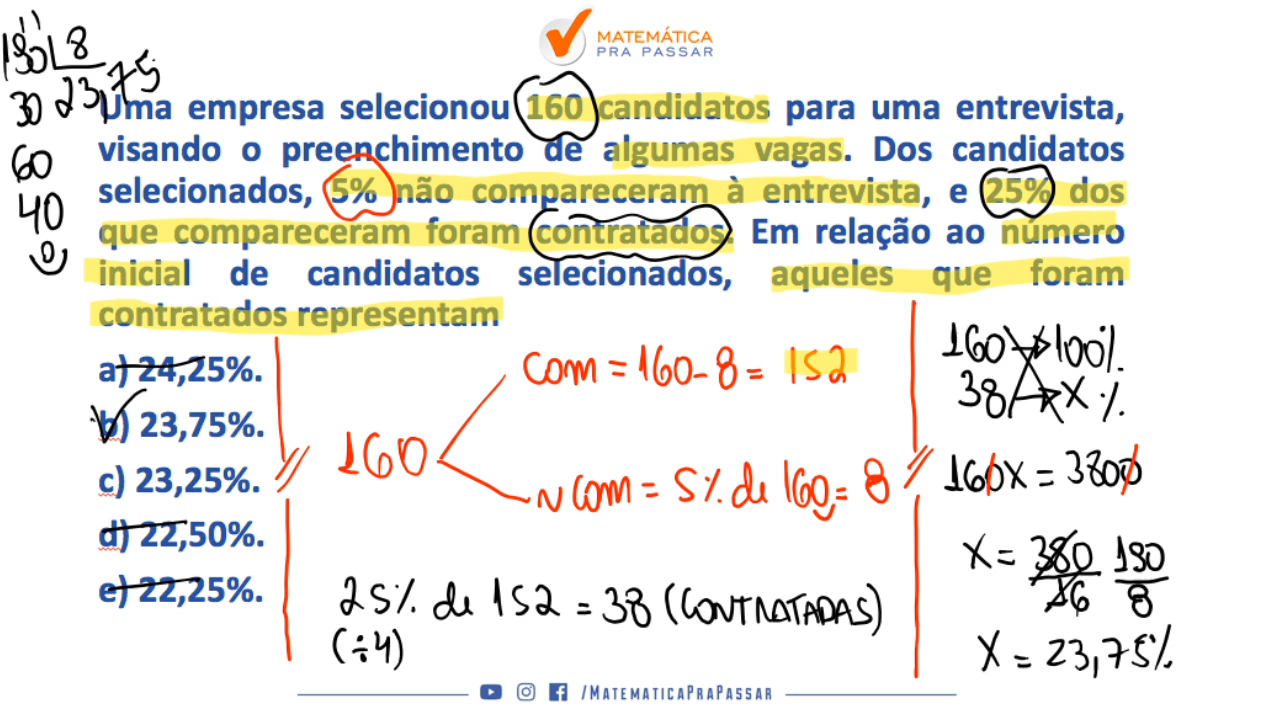 MATEMÁTICA
PRA PASSAR
190 8
30 23,75
60
40
0
Uma empresa selecionou 160 candidatos para uma entrevista,
visando o preenchimento de algumas vagas. Dos candidatos
selecionados, 5% não compareceram à entrevista, e 25% dos
que compareceram foram contratados. Em relação ao número
inicial de candidatos selecionados, aqueles que foram
contratados representam
a) 24,25%.
b) 23,75%.
c) 23,25%.
d) 22,50%.
e) 22,25%.
160
COM = 160 - 8 = 152
N COM = 5% de 160 = 8
25% de 152 = 38 (CONTRATADAS)
(÷4)
160 → 100%
38 → X %
160X = 3800
X = 380/16 190/8
X = 23,75%
/MATEMATICAPRAPASSAR